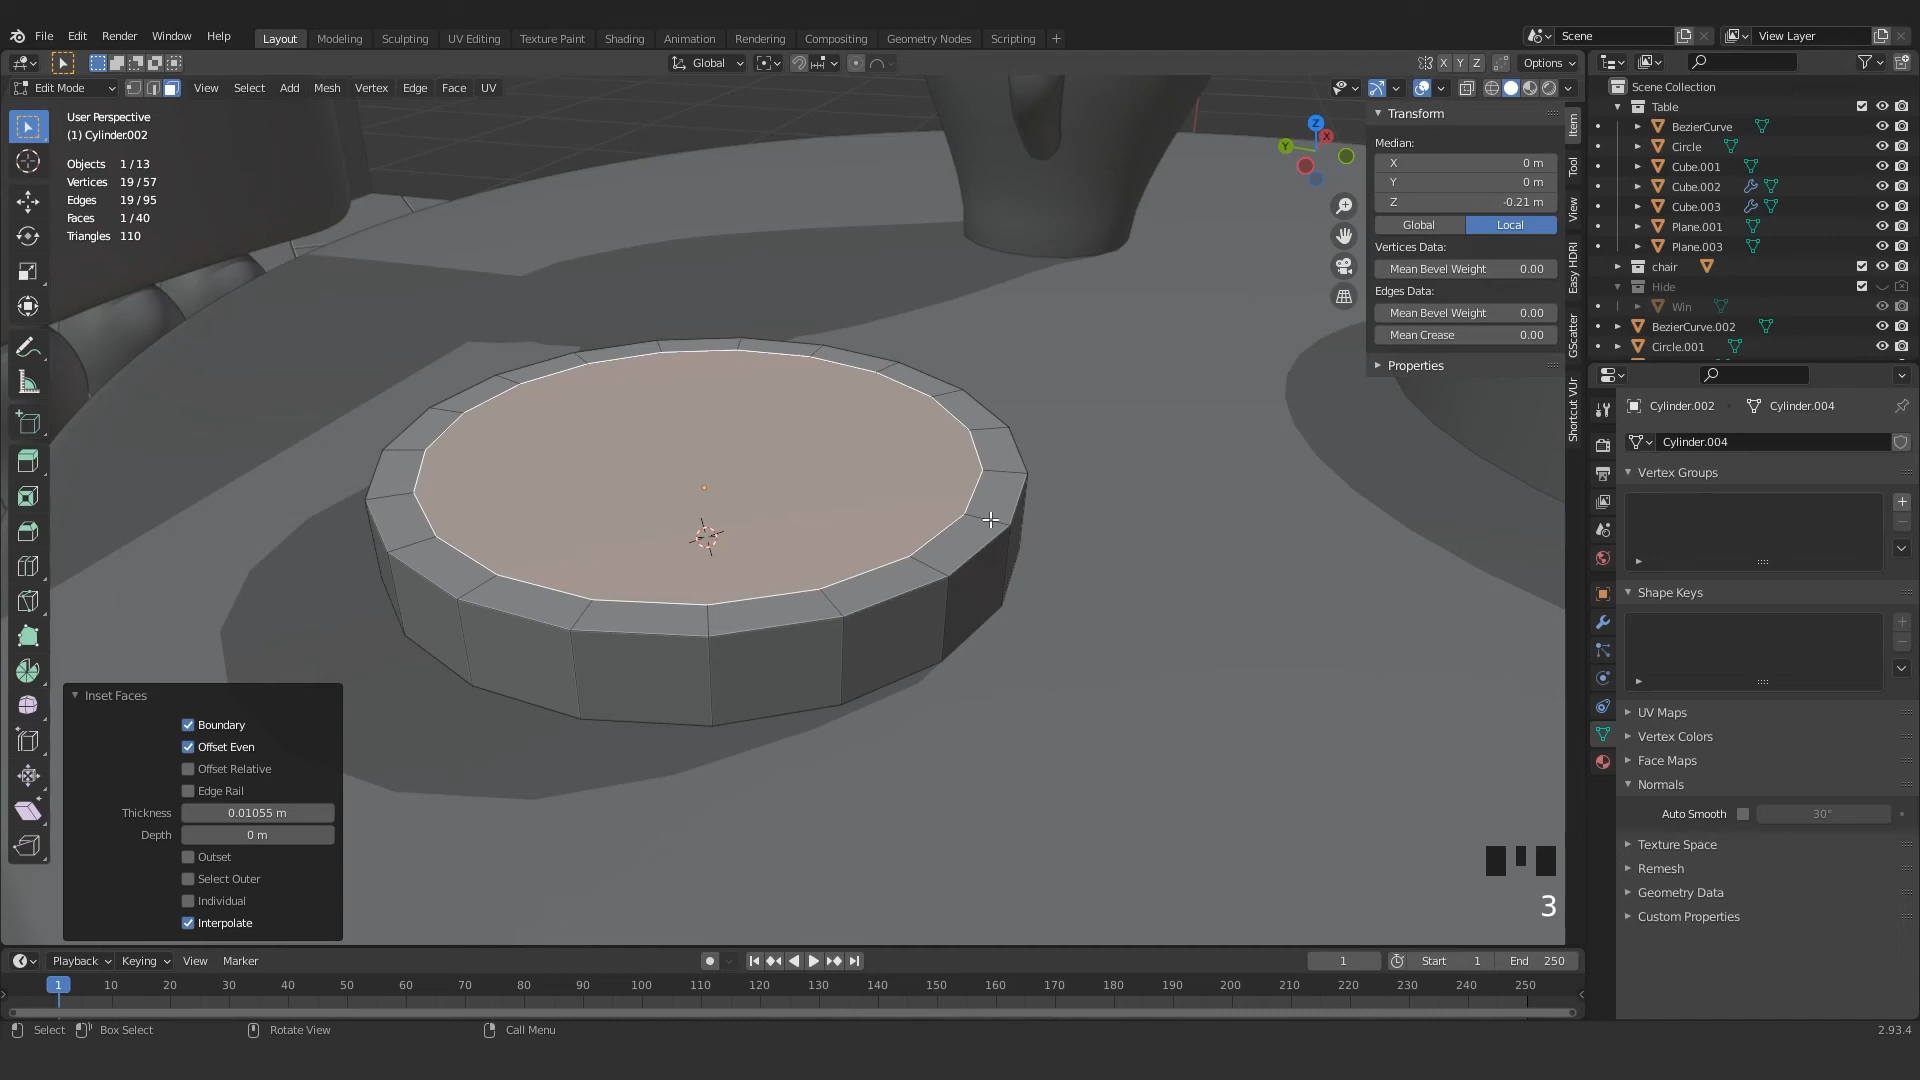 File Edit Render Window Help Layout Modeling Sculpting UV Editing Texture Paint Shading Animation Rendering Compositing Geometry Nodes Scripting + Scene View Layer
Global X Y Z Options
Edit Mode View Select Add Mesh Vertex Edge Face UV
User Perspective
(1) Cylinder.002
Objects 1/13
Vertices 19/57
Edges 19/95
Faces 1/40
Triangles 110
Z
X
Y
Transform
Median:
X 0 m
Y 0 m
Z -0.21 m
Global Local
Vertices Data:
Mean Bevel Weight 0.00
Edges Data:
Mean Bevel Weight 0.00
Mean Crease 0.00
Properties
Item
Tool
View
Easy HDRI
GScatter
Shortcut VUr
Scene Collection
Table
BezierCurve
Circle
Cube.001
Cube.002
Cube.003
Plane.001
Plane.003
chair
Hide
Win
BezierCurve.002
Circle.001
Cylinder.002 Cylinder.004
Cylinder.004
Vertex Groups
Shape Keys
UV Maps
Vertex Colors
Face Maps
Normals
Auto Smooth 30°
Texture Space
Remesh
Geometry Data
Custom Properties
Inset Faces
Boundary
Offset Even
Offset Relative
Edge Rail
Thickness 0.01055 m
Depth 0 m
Outset
Select Outer
Individual
Interpolate
3
Playback Keying View Marker 1 Start 1 End 250
1 10 20 30 40 50 60 70 80 90 100 110 120 130 140 150 160 170 180 190 200 210 220 230 240 250
Select Box Select Rotate View Call Menu 2.93.4